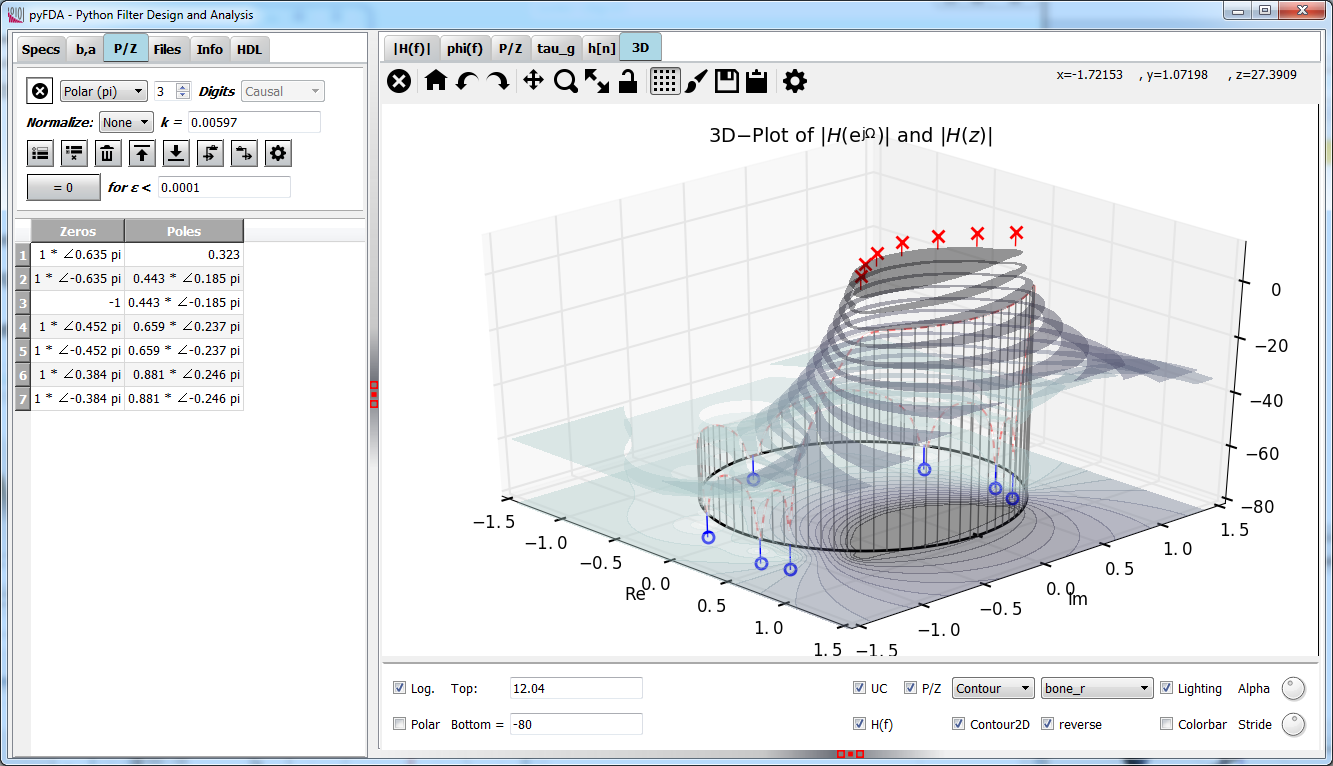 pyFDA - Python Filter Design and Analysis
Specs b,a P/Z Files Info HDL
Polar (pi) 3 Digits Causal
Normalize: None k = 0.00597
= 0 for ε < 0.0001
Zeros Poles
1 1 * ∠0.635 pi 0.323
2 1 * ∠-0.635 pi 0.443 * ∠0.185 pi
3 -1 0.443 * ∠-0.185 pi
4 1 * ∠0.452 pi 0.659 * ∠0.237 pi
5 1 * ∠-0.452 pi 0.659 * ∠-0.237 pi
6 1 * ∠0.384 pi 0.881 * ∠0.246 pi
7 1 * ∠-0.384 pi 0.881 * ∠-0.246 pi
|H(f)| phi(f) P/Z tau_g h[n] 3D
x=-1.72153 , y=1.07198 , z=27.3909
3D−Plot of |H(e^jΩ)| and |H(z)|
0
−20
−40
−60
−80
−1.5
−1.0
−0.5
0.0
0.5
1.0
1.5
Re
−1.5
−1.0
−0.5
0.0
0.5
1.0
1.5
Im
Log. Top: 12.04 UC P/Z Contour bone_r Lighting Alpha
Polar Bottom = -80 H(f) Contour2D reverse Colorbar Stride